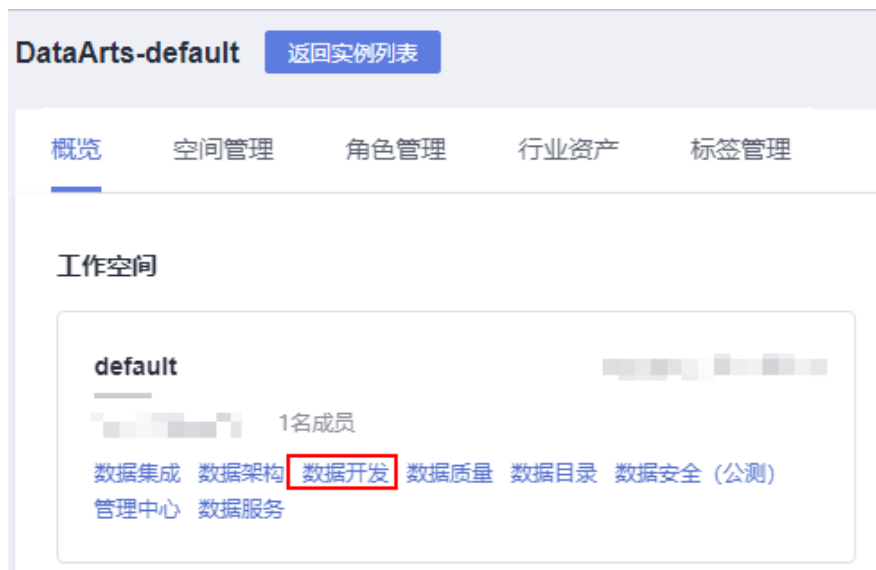 DataArts-default 返回实例列表
概览 空间管理 角色管理 行业资产 标签管理
工作空间
default
1名成员
数据集成 数据架构 数据开发 数据质量 数据目录 数据安全（公测）
管理中心 数据服务